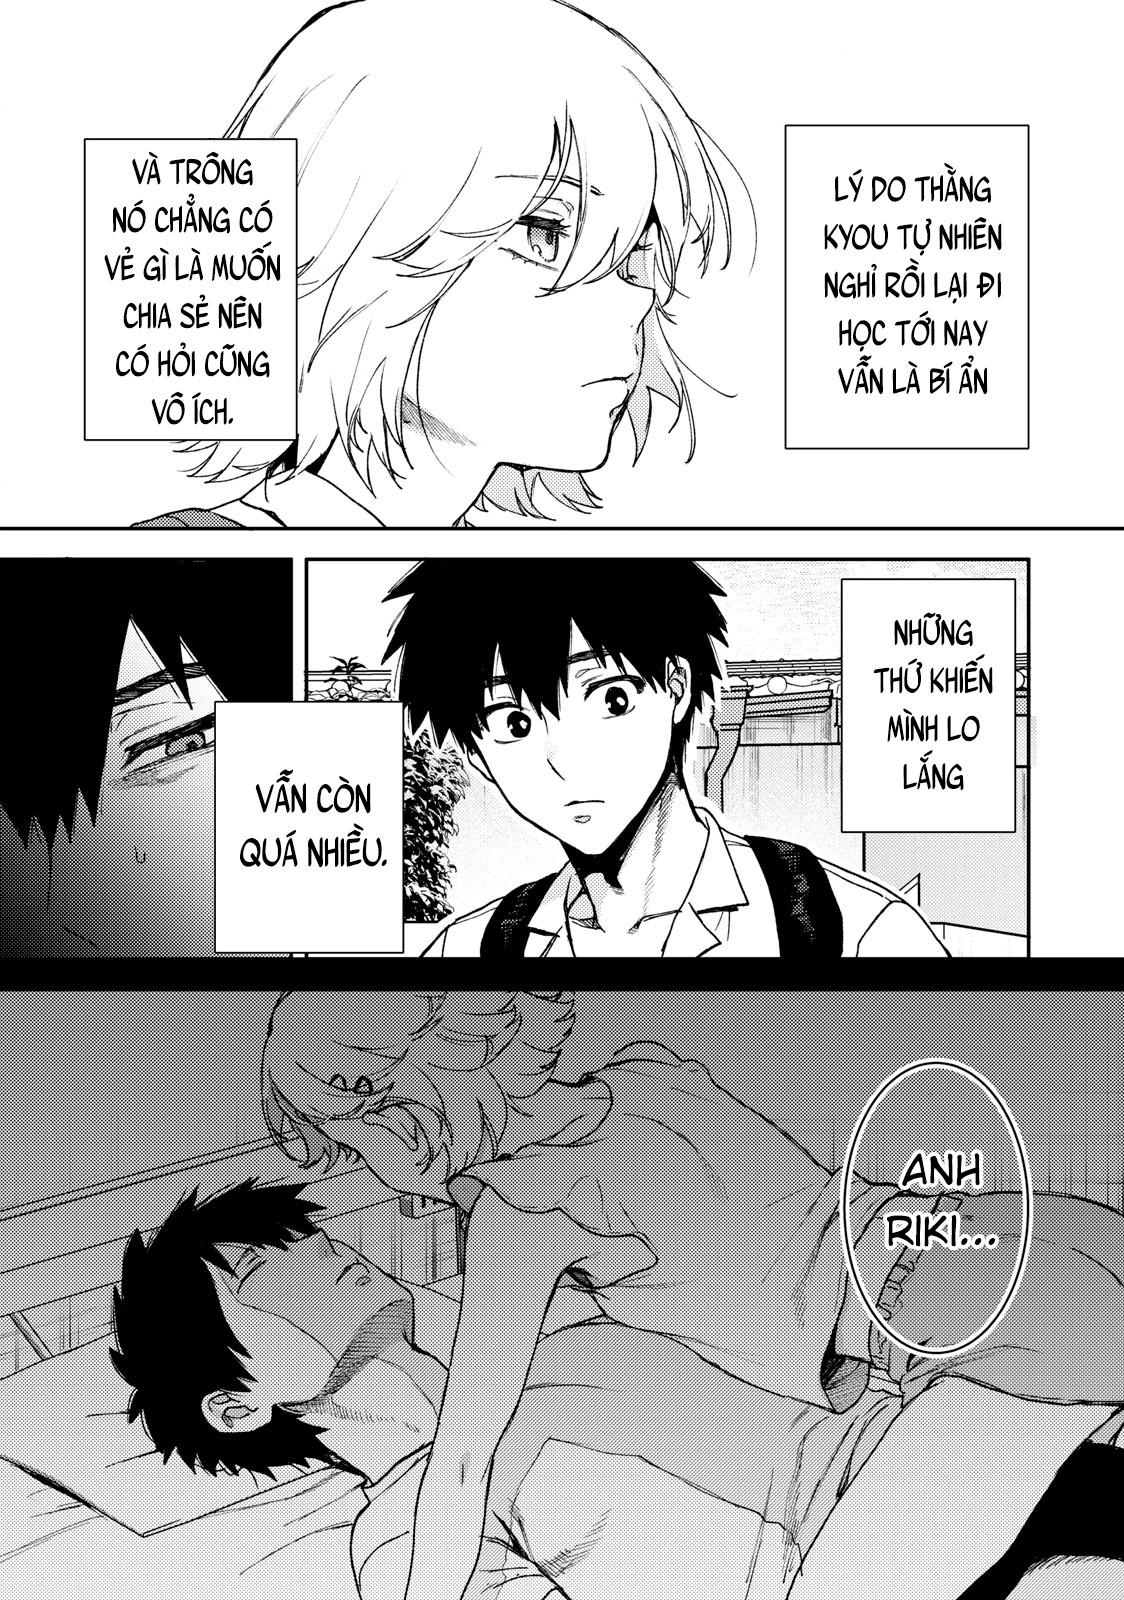 LÝ DO THẰNG
KYOU TỰ NHIÊN
NGHỈ RỒI LẠI ĐI
HỌC TỚI NAY
VẪN LÀ BÍ ẨN
VÀ TRÔNG
NÓ CHẲNG CÓ
VẺ GÌ LÀ MUỐN
CHIA SẺ NÊN
CÓ HỎI CŨNG
VÔ ÍCH.
NHỮNG
THỨ KHIẾN
MÌNH LO
LẮNG
VẪN CÒN
QUÁ NHIỀU.
ANH
RIKI...